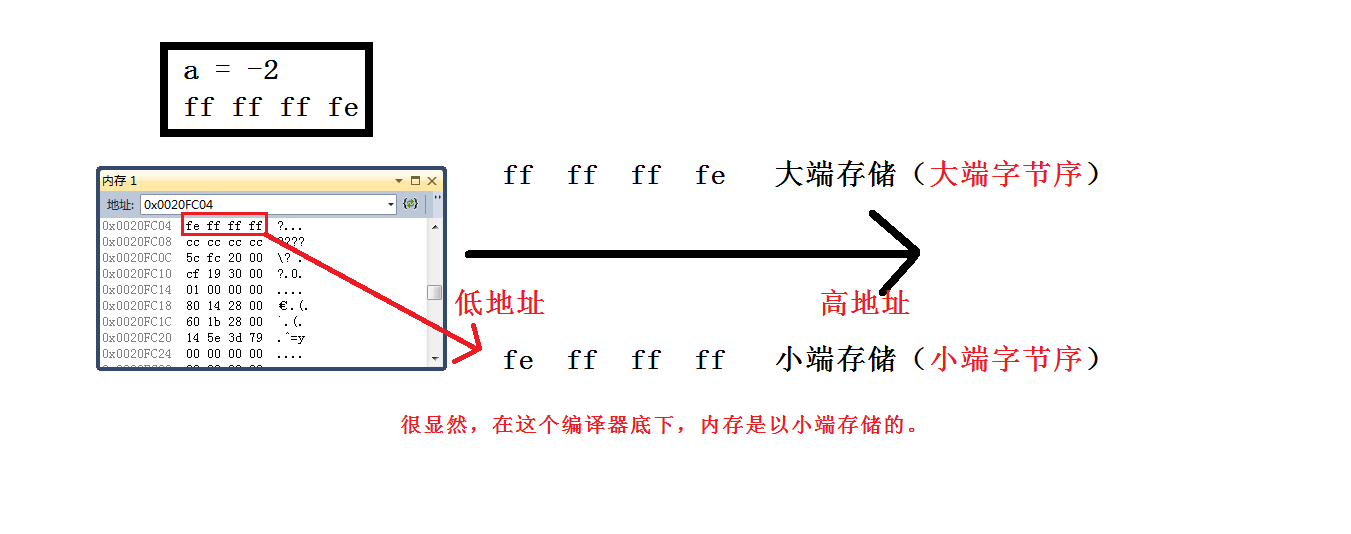 a = -2
ff ff ff fe
内存 1
地址: 0x0020FC04
0x0020FC04 fe ff ff ff ?...
0x0020FC08 cc cc cc cc ????
0x0020FC0C 5c fc 20 00 \? .
0x0020FC10 cf 19 30 00 ?.0.
0x0020FC14 01 00 00 00 ....
0x0020FC18 80 14 28 00 €.(.
0x0020FC1C 60 1b 28 00 `.(.
0x0020FC20 14 5e 3d 79 .^=y
0x0020FC24 00 00 00 00 ....
ff ff ff fe 大端存储（大端字节序）
低地址 高地址
fe ff ff ff 小端存储（小端字节序）
很显然，在这个编译器底下，内存是以小端存储的。